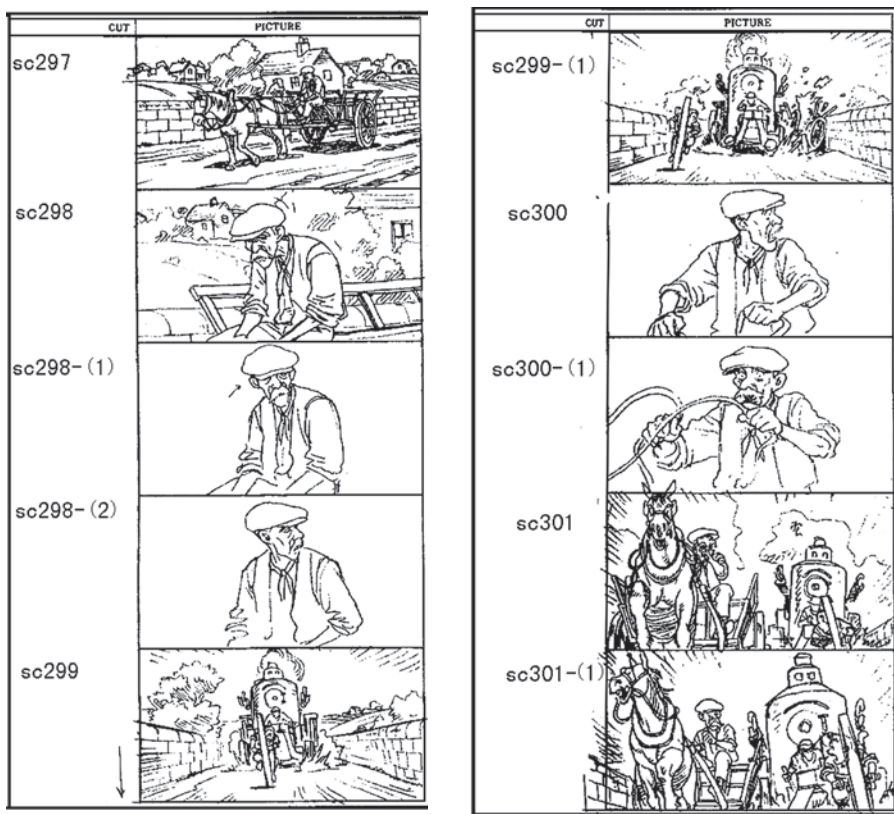 CUT PICTURE
sc297
sc298
sc298-(1)
sc298-(2)
sc299
CUT PICTURE
sc299-(1)
sc300
sc300-(1)
sc301
sc301-(1)